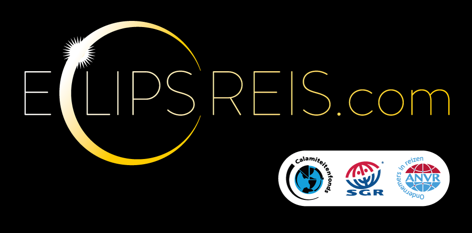 ECLIPSREIS.com
Calamiteitenfonds
SGR
Ondernemers in reizen
ANVR